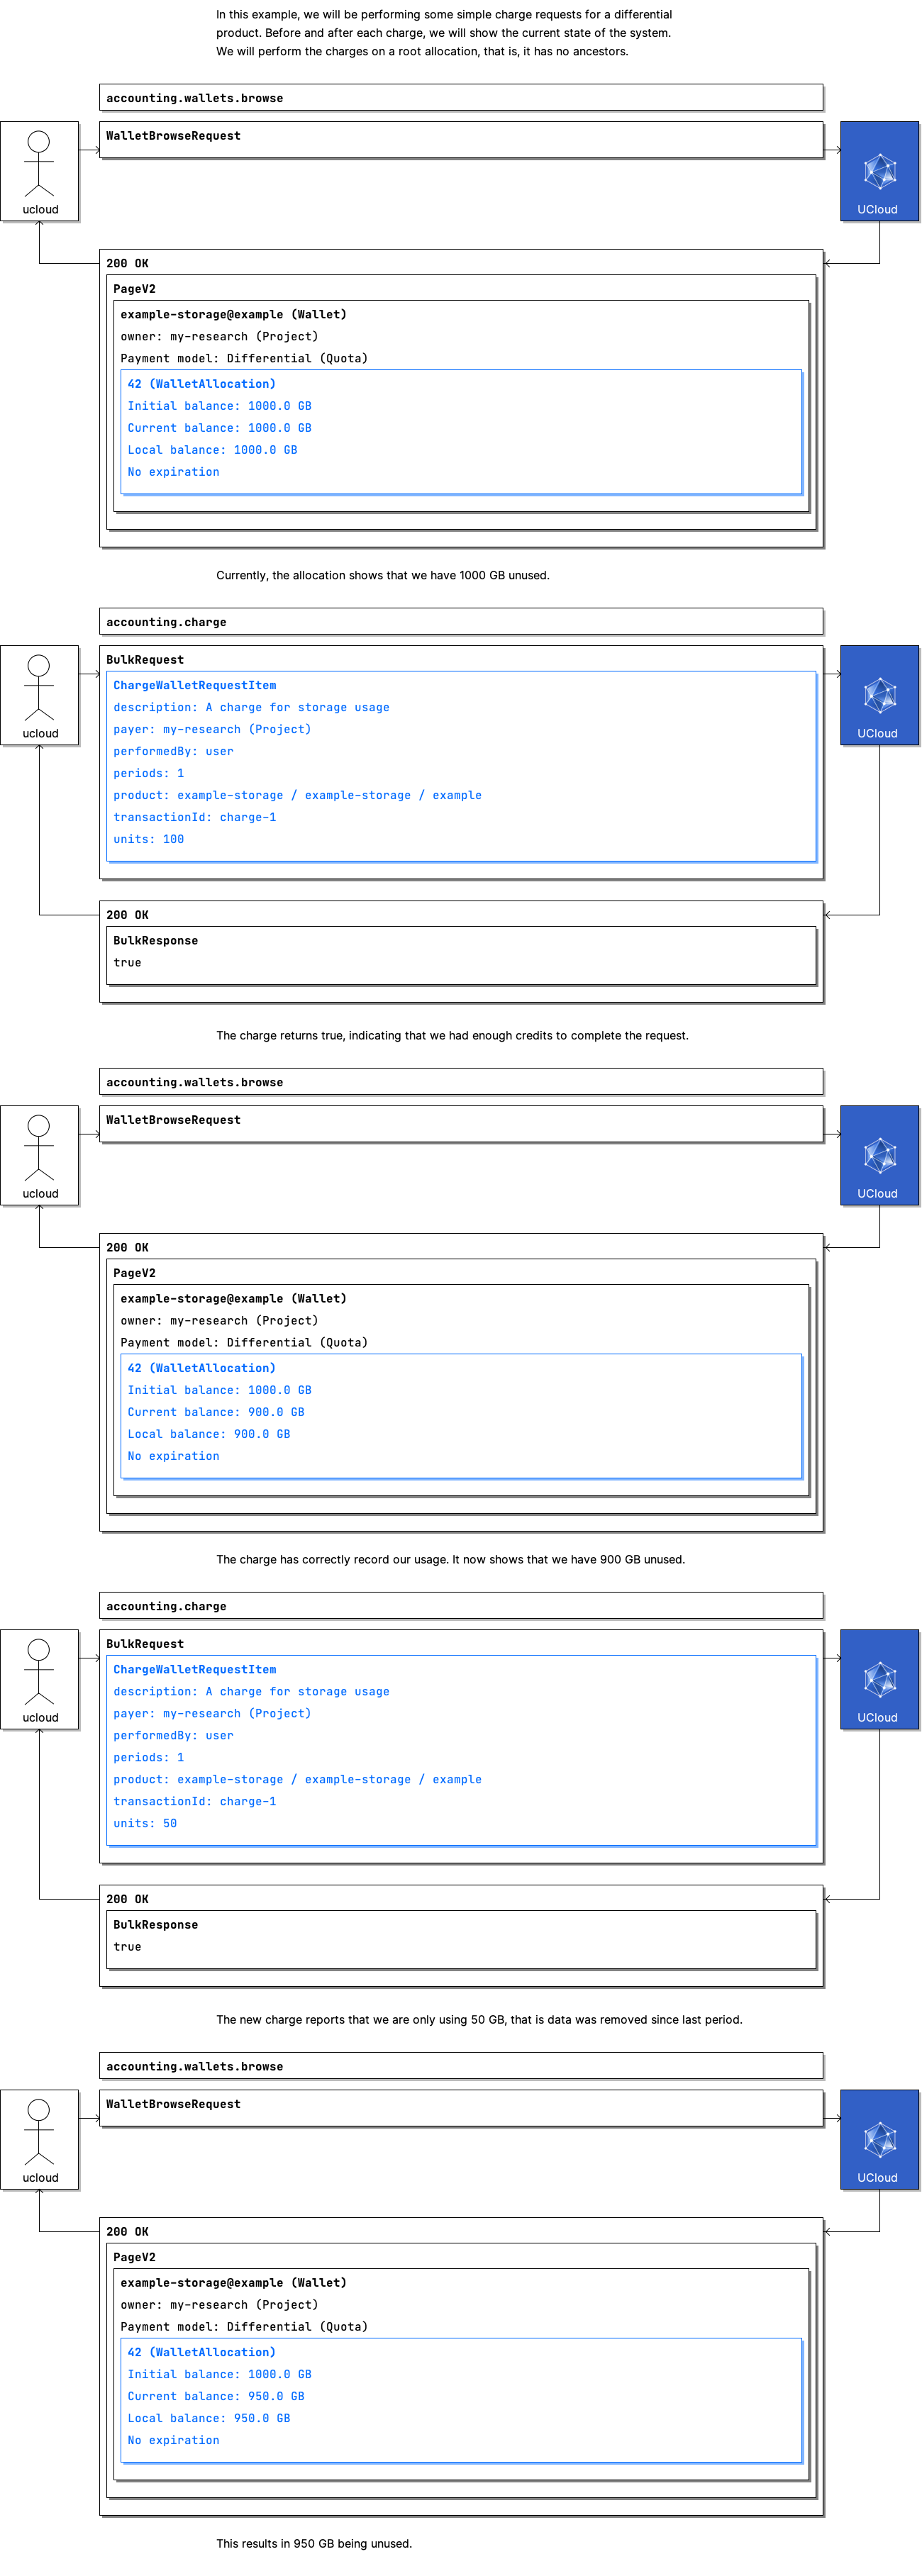 In this example, we will be performing some simple charge requests for a differential
product. Before and after each charge, we will show the current state of the system.
We will perform the charges on a root allocation, that is, it has no ancestors.
accounting.wallets.browse
WalletBrowseRequest
ucloud
UCloud
200 OK
PageV2
example-storage@example (Wallet)
owner: my-research (Project)
Payment model: Differential (Quota)
42 (WalletAllocation)
Initial balance: 1000.0 GB
Current balance: 1000.0 GB
Local balance: 1000.0 GB
No expiration
Currently, the allocation shows that we have 1000 GB unused.
accounting.charge
BulkRequest
ChargeWalletRequestItem
description: A charge for storage usage
payer: my-research (Project)
ucloud
UCloud
performedBy: user
periods: 1
product: example-storage / example-storage / example
transactionId: charge-1
units: 100
200 OK
BulkResponse
true
The charge returns true, indicating that we had enough credits to complete the request.
accounting.wallets.browse
WalletBrowseRequest
ucloud
UCloud
200 OK
PageV2
example-storage@example (Wallet)
owner: my-research (Project)
Payment model: Differential (Quota)
42 (WalletAllocation)
Initial balance: 1000.0 GB
Current balance: 900.0 GB
Local balance: 900.0 GB
No expiration
The charge has correctly record our usage. It now shows that we have 900 GB unused.
accounting.charge
BulkRequest
ChargeWalletRequestItem
description: A charge for storage usage
payer: my-research (Project)
ucloud
UCloud
performedBy: user
periods: 1
product: example-storage / example-storage / example
transactionId: charge-1
units: 50
200 OK
BulkResponse
true
The new charge reports that we are only using 50 GB, that is data was removed since last period.
accounting.wallets.browse
WalletBrowseRequest
ucloud
UCloud
200 OK
PageV2
example-storage@example (Wallet)
owner: my-research (Project)
Payment model: Differential (Quota)
42 (WalletAllocation)
Initial balance: 1000.0 GB
Current balance: 950.0 GB
Local balance: 950.0 GB
No expiration
This results in 950 GB being unused.